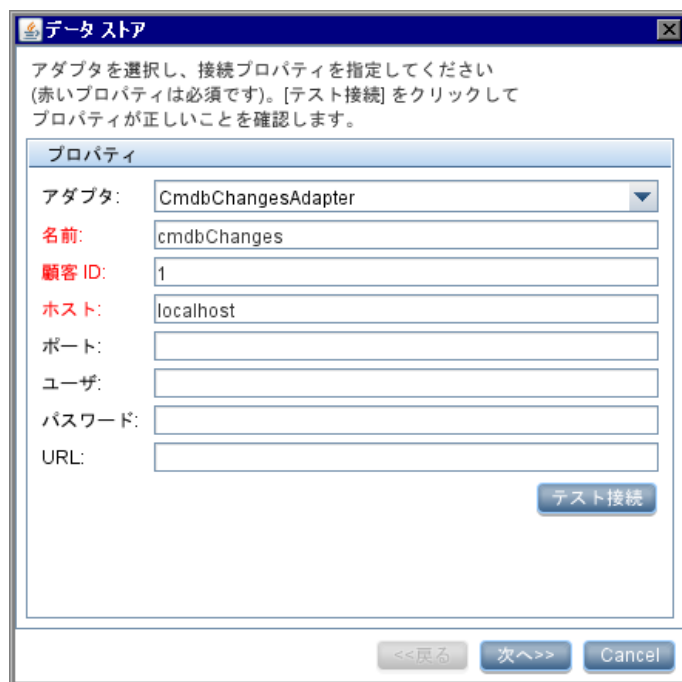 データ ストア
アダプタを選択し、接続プロパティを指定してください
(赤いプロパティは必須です)。[テスト接続] をクリックして
プロパティが正しいことを確認します。
プロパティ
アダプタ: CmdbChangesAdapter
名前: cmdbChanges
顧客 ID: 1
ホスト: localhost
ポート:
ユーザ:
パスワード:
URL:
テスト接続
<<戻る 次へ>> Cancel